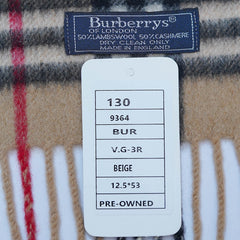 Burberrys
OF LONDON
50%LAMBSWOOL 50%CASHMERE
DRY CLEAN ONLY
MADE IN ENGLAND
130
9364
BUR
V.G-3R
BEIGE
12.5*53
PRE-OWNED